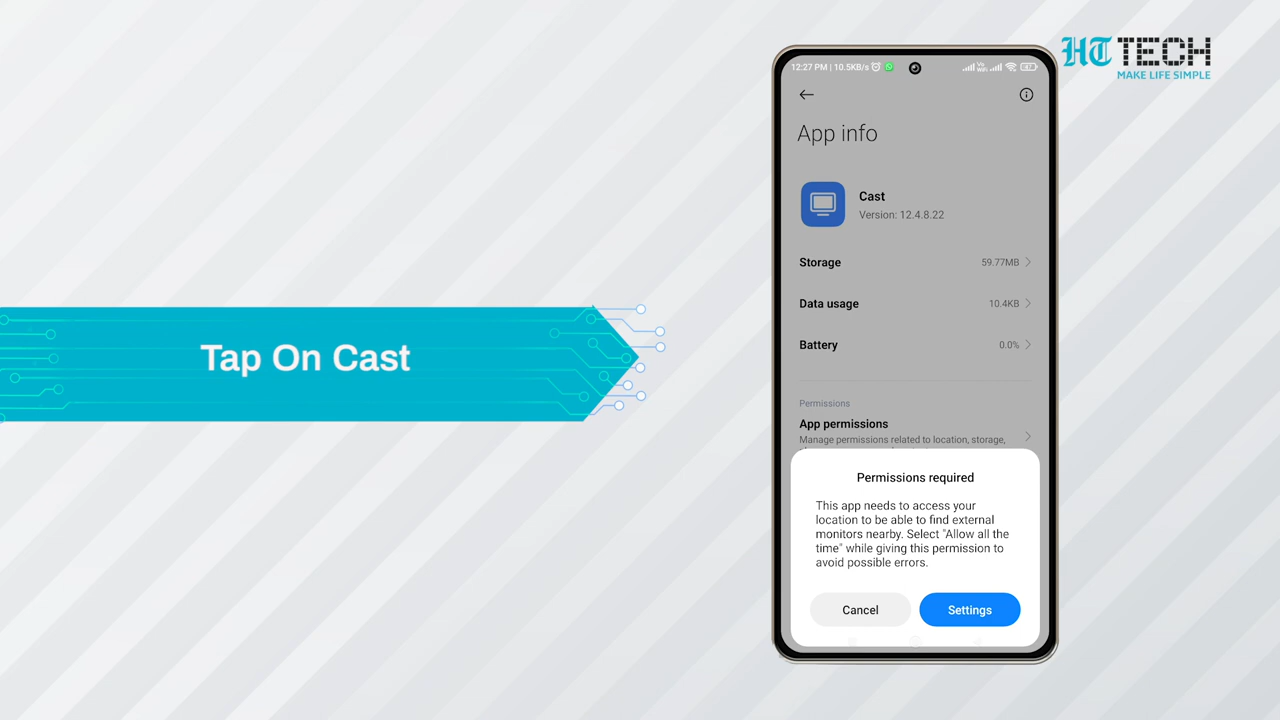 HT TECH
MAKE LIFE SIMPLE
Tap On Cast
12:27 PM | 10.5KB/s
App info
Cast
Version: 12.4.8.22
Storage 59.77MB
Data usage 10.4KB
Battery 0.0%
Permissions
App permissions
Manage permissions related to location, storage,
Permissions required
This app needs to access your
location to be able to find external
monitors nearby. Select "Allow all the
time" while giving this permission to
avoid possible errors.
Cancel Settings